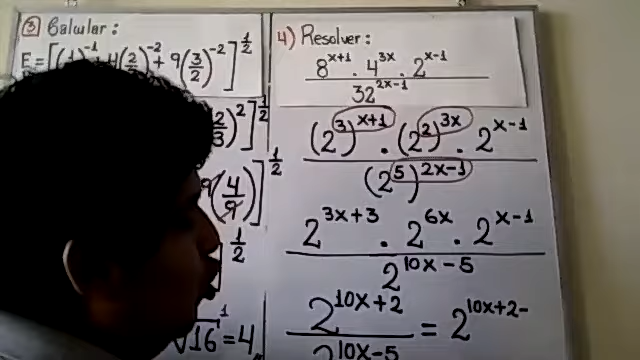 ③ Calcular:
E = [(1)⁻¹ + 4(2)⁻² + 9(3/2)⁻²]^(1/2)
2/3)²]^(1/2)
9(4/9)]^(1/2)
]^(1/2)
√16 = 4
4) Resolver:
8^(x+1) · 4^(3x) · 2^(x-1)
32^(2x-1)
(2³)^(x+1) · (2²)^(3x) · 2^(x-1)
(2⁵)^(2x-1)
2^(3x+3) · 2^(6x) · 2^(x-1)
2^(10x-5)
2^(10x+2) = 2^(10x+2-
2^(10x-5)